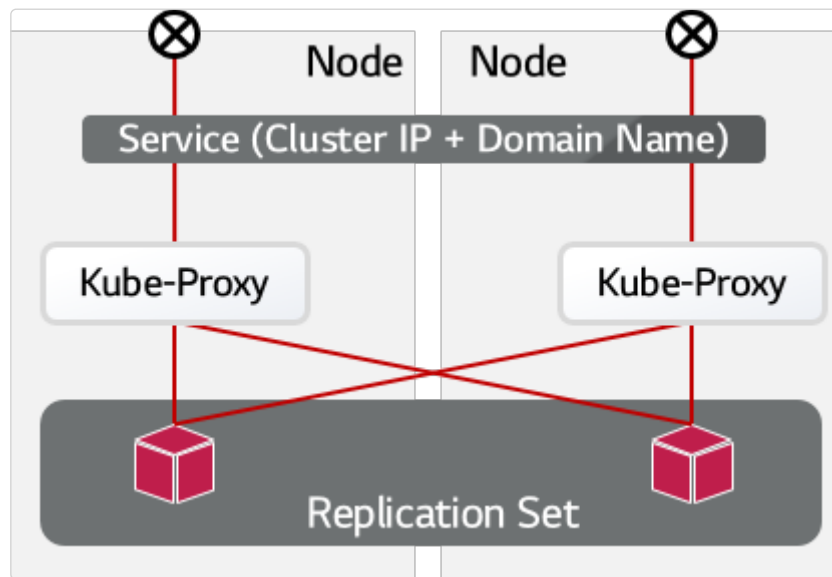 Node
Node
Service (Cluster IP + Domain Name)
Kube-Proxy
Kube-Proxy
Replication Set